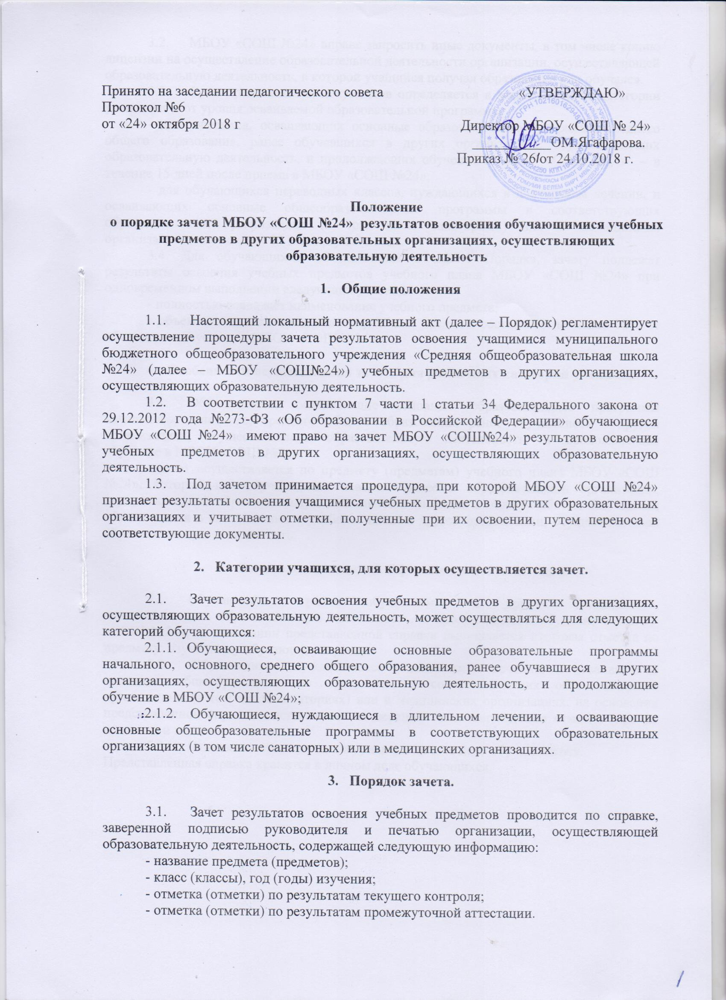 Принято на заседании педагогического совета «УТВЕРЖДАЮ»
Протокол №6
от «24» октября 2018 г Директор МБОУ «СОШ № 24»
ОМ.Ягафарова.
Приказ № 26/от 24.10.2018 г.
ОГРН 1021601629486
ДЛЯ
ДОКУМЕНТОВ
Положение
о порядке зачета МБОУ «СОШ №24» результатов освоения обучающимися учебных
предметов в других образовательных организациях, осуществляющих
образовательную деятельность
1. Общие положения
1.1. Настоящий локальный нормативный акт (далее – Порядок) регламентирует
осуществление процедуры зачета результатов освоения учащимися муниципального
бюджетного общеобразовательного учреждения «Средняя общеобразовательная школа
№24» (далее – МБОУ «СОШ№24») учебных предметов в других организациях,
осуществляющих образовательную деятельность.
1.2. В соответствии с пунктом 7 части 1 статьи 34 Федерального закона от
29.12.2012 года №273-ФЗ «Об образовании в Российской Федерации» обучающиеся
МБОУ «СОШ №24» имеют право на зачет МБОУ «СОШ№24» результатов освоения
учебных предметов в других организациях, осуществляющих образовательную
деятельность.
1.3. Под зачетом принимается процедура, при которой МБОУ «СОШ №24»
признает результаты освоения учащимися учебных предметов в других образовательных
организациях и учитывает отметки, полученные при их освоении, путем переноса в
соответствующие документы.
2. Категории учащихся, для которых осуществляется зачет.
2.1. Зачет результатов освоения учебных предметов в других организациях,
осуществляющих образовательную деятельность, может осуществляться для следующих
категорий обучающихся:
2.1.1. Обучающиеся, осваивающие основные образовательные программы
начального, основного, среднего общего образования, ранее обучавшиеся в других
организациях, осуществляющих образовательную деятельность, и продолжающие
обучение в МБОУ «СОШ №24»;
2.1.2. Обучающиеся, нуждающиеся в длительном лечении, и осваивающие
основные общеобразовательные программы в соответствующих образовательных
организациях (в том числе санаторных) или в медицинских организациях.
3. Порядок зачета.
3.1. Зачет результатов освоения учебных предметов проводится по справке,
заверенной подписью руководителя и печатью организации, осуществляющей
образовательную деятельность, содержащей следующую информацию:
- название предмета (предметов);
- класс (классы), год (годы) изучения;
- отметка (отметки) по результатам текущего контроля;
- отметка (отметки) по результатам промежуточной аттестации.
1